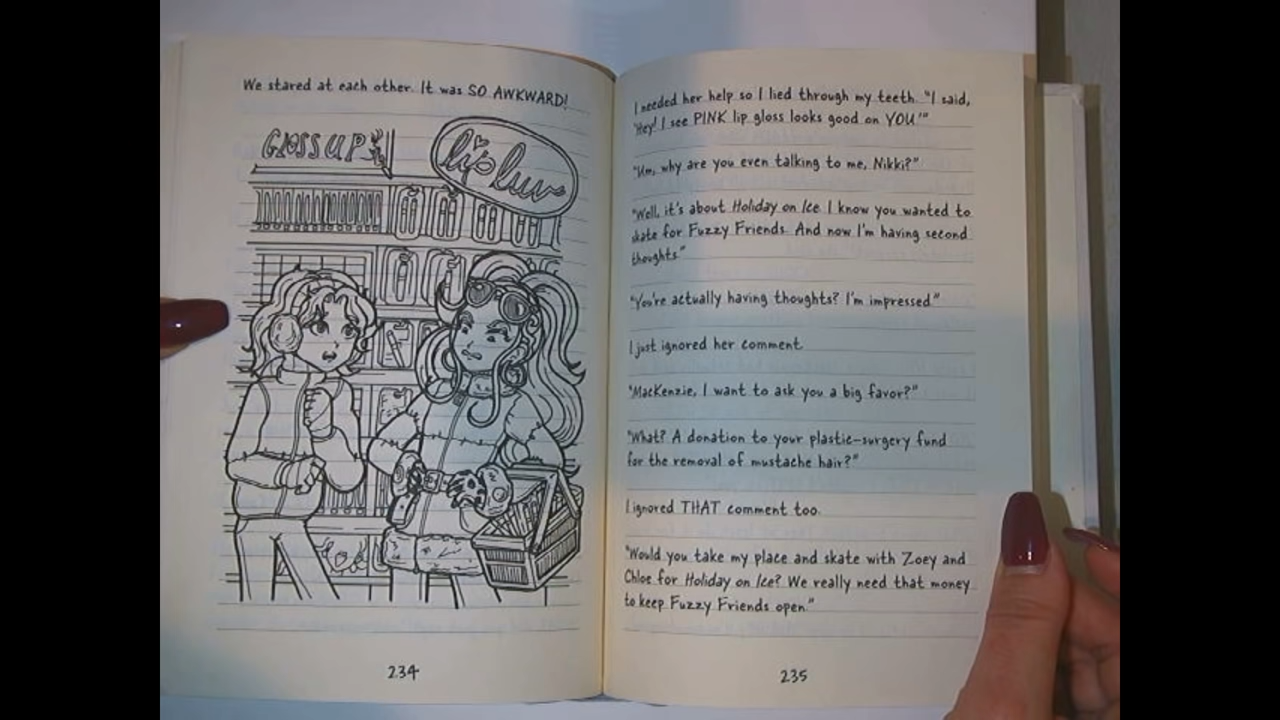 We stared at each other. It was SO AWKWARD!
GLOSS UP
lip luv
234
I needed her help so I lied through my teeth. "I said,
'Hey! I see PINK lip gloss looks good on YOU!'"
"Um, why are you even talking to me, Nikki?"
"Well, it's about Holiday on Ice. I know you wanted to
skate for Fuzzy Friends. And now I'm having second
thoughts."
"You're actually having thoughts? I'm impressed."
I just ignored her comment.
"MacKenzie, I want to ask you a big favor?"
"What? A donation to your plastic-surgery fund
for the removal of mustache hair?"
I ignored THAT comment too.
"Would you take my place and skate with Zoey and
Chloe for Holiday on Ice? We really need that money
to keep Fuzzy Friends open."
235